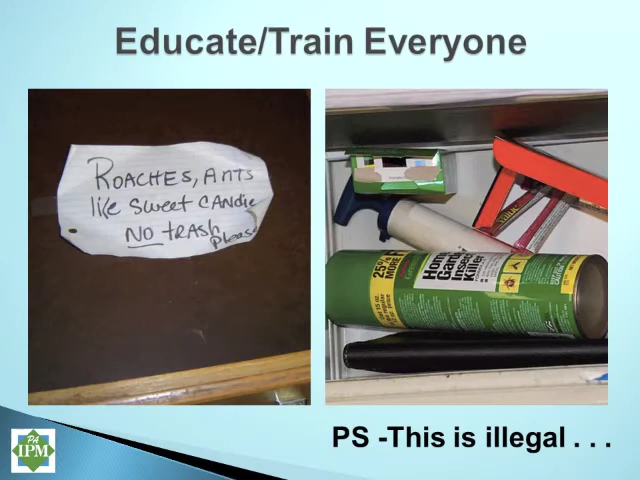 Educate/Train Everyone
ROACHES, ANTS
like Sweet CANDIE
NO tRASH
Please
25%
MORE
Home
Garden
Insect
Killer
PS -This is illegal . . .
PA
IPM